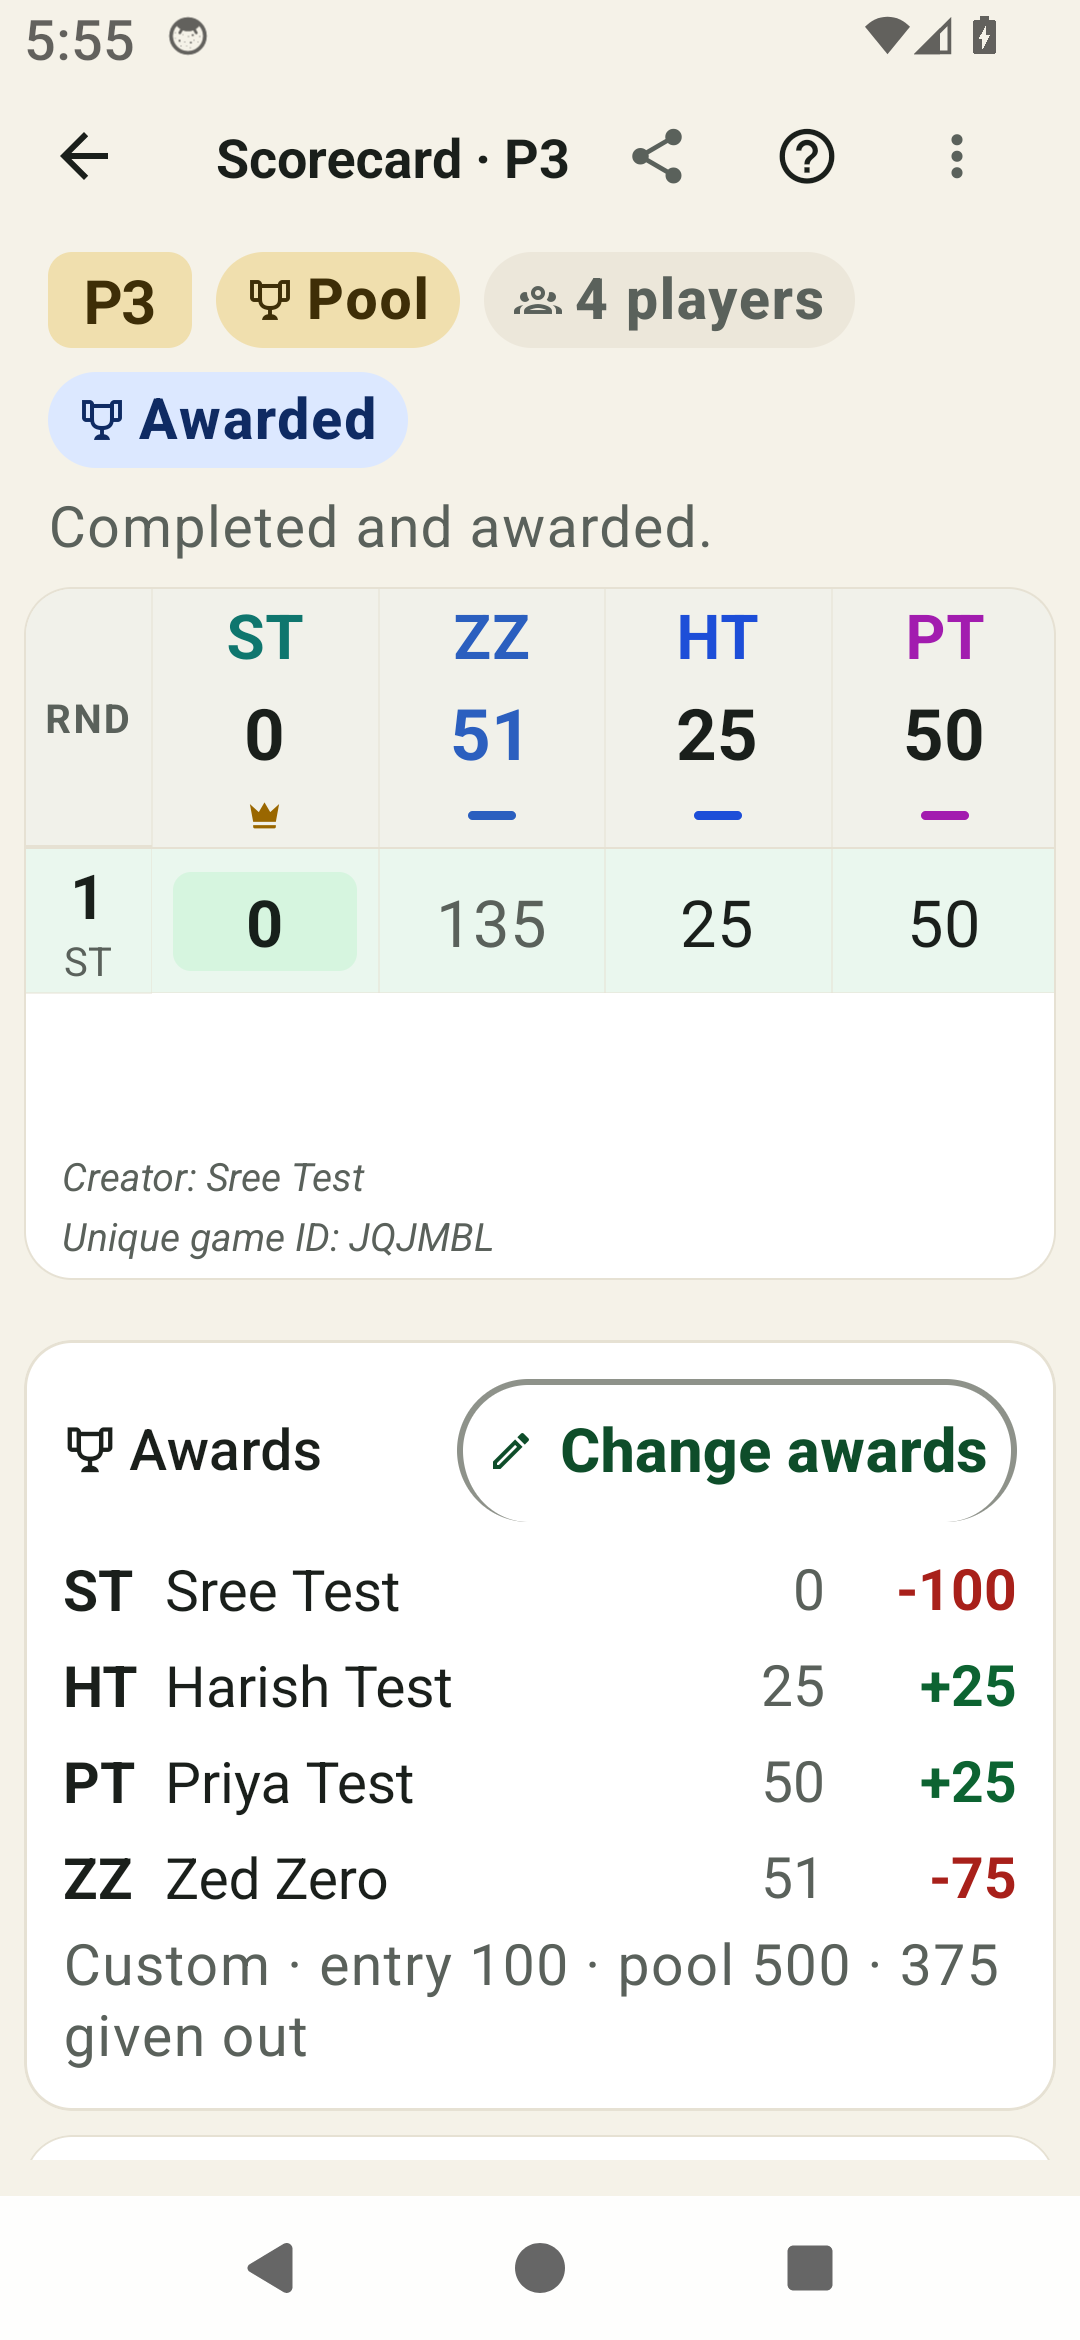 5:55
Scorecard · P3
P3 Pool 4 players
Awarded
Completed and awarded.
RND ST ZZ HT PT
0 51 25 50
1 0 135 25 50
ST
Creator: Sree Test
Unique game ID: JQJMBL
Awards Change awards
ST Sree Test 0 -100
HT Harish Test 25 +25
PT Priya Test 50 +25
ZZ Zed Zero 51 -75
Custom · entry 100 · pool 500 · 375
given out